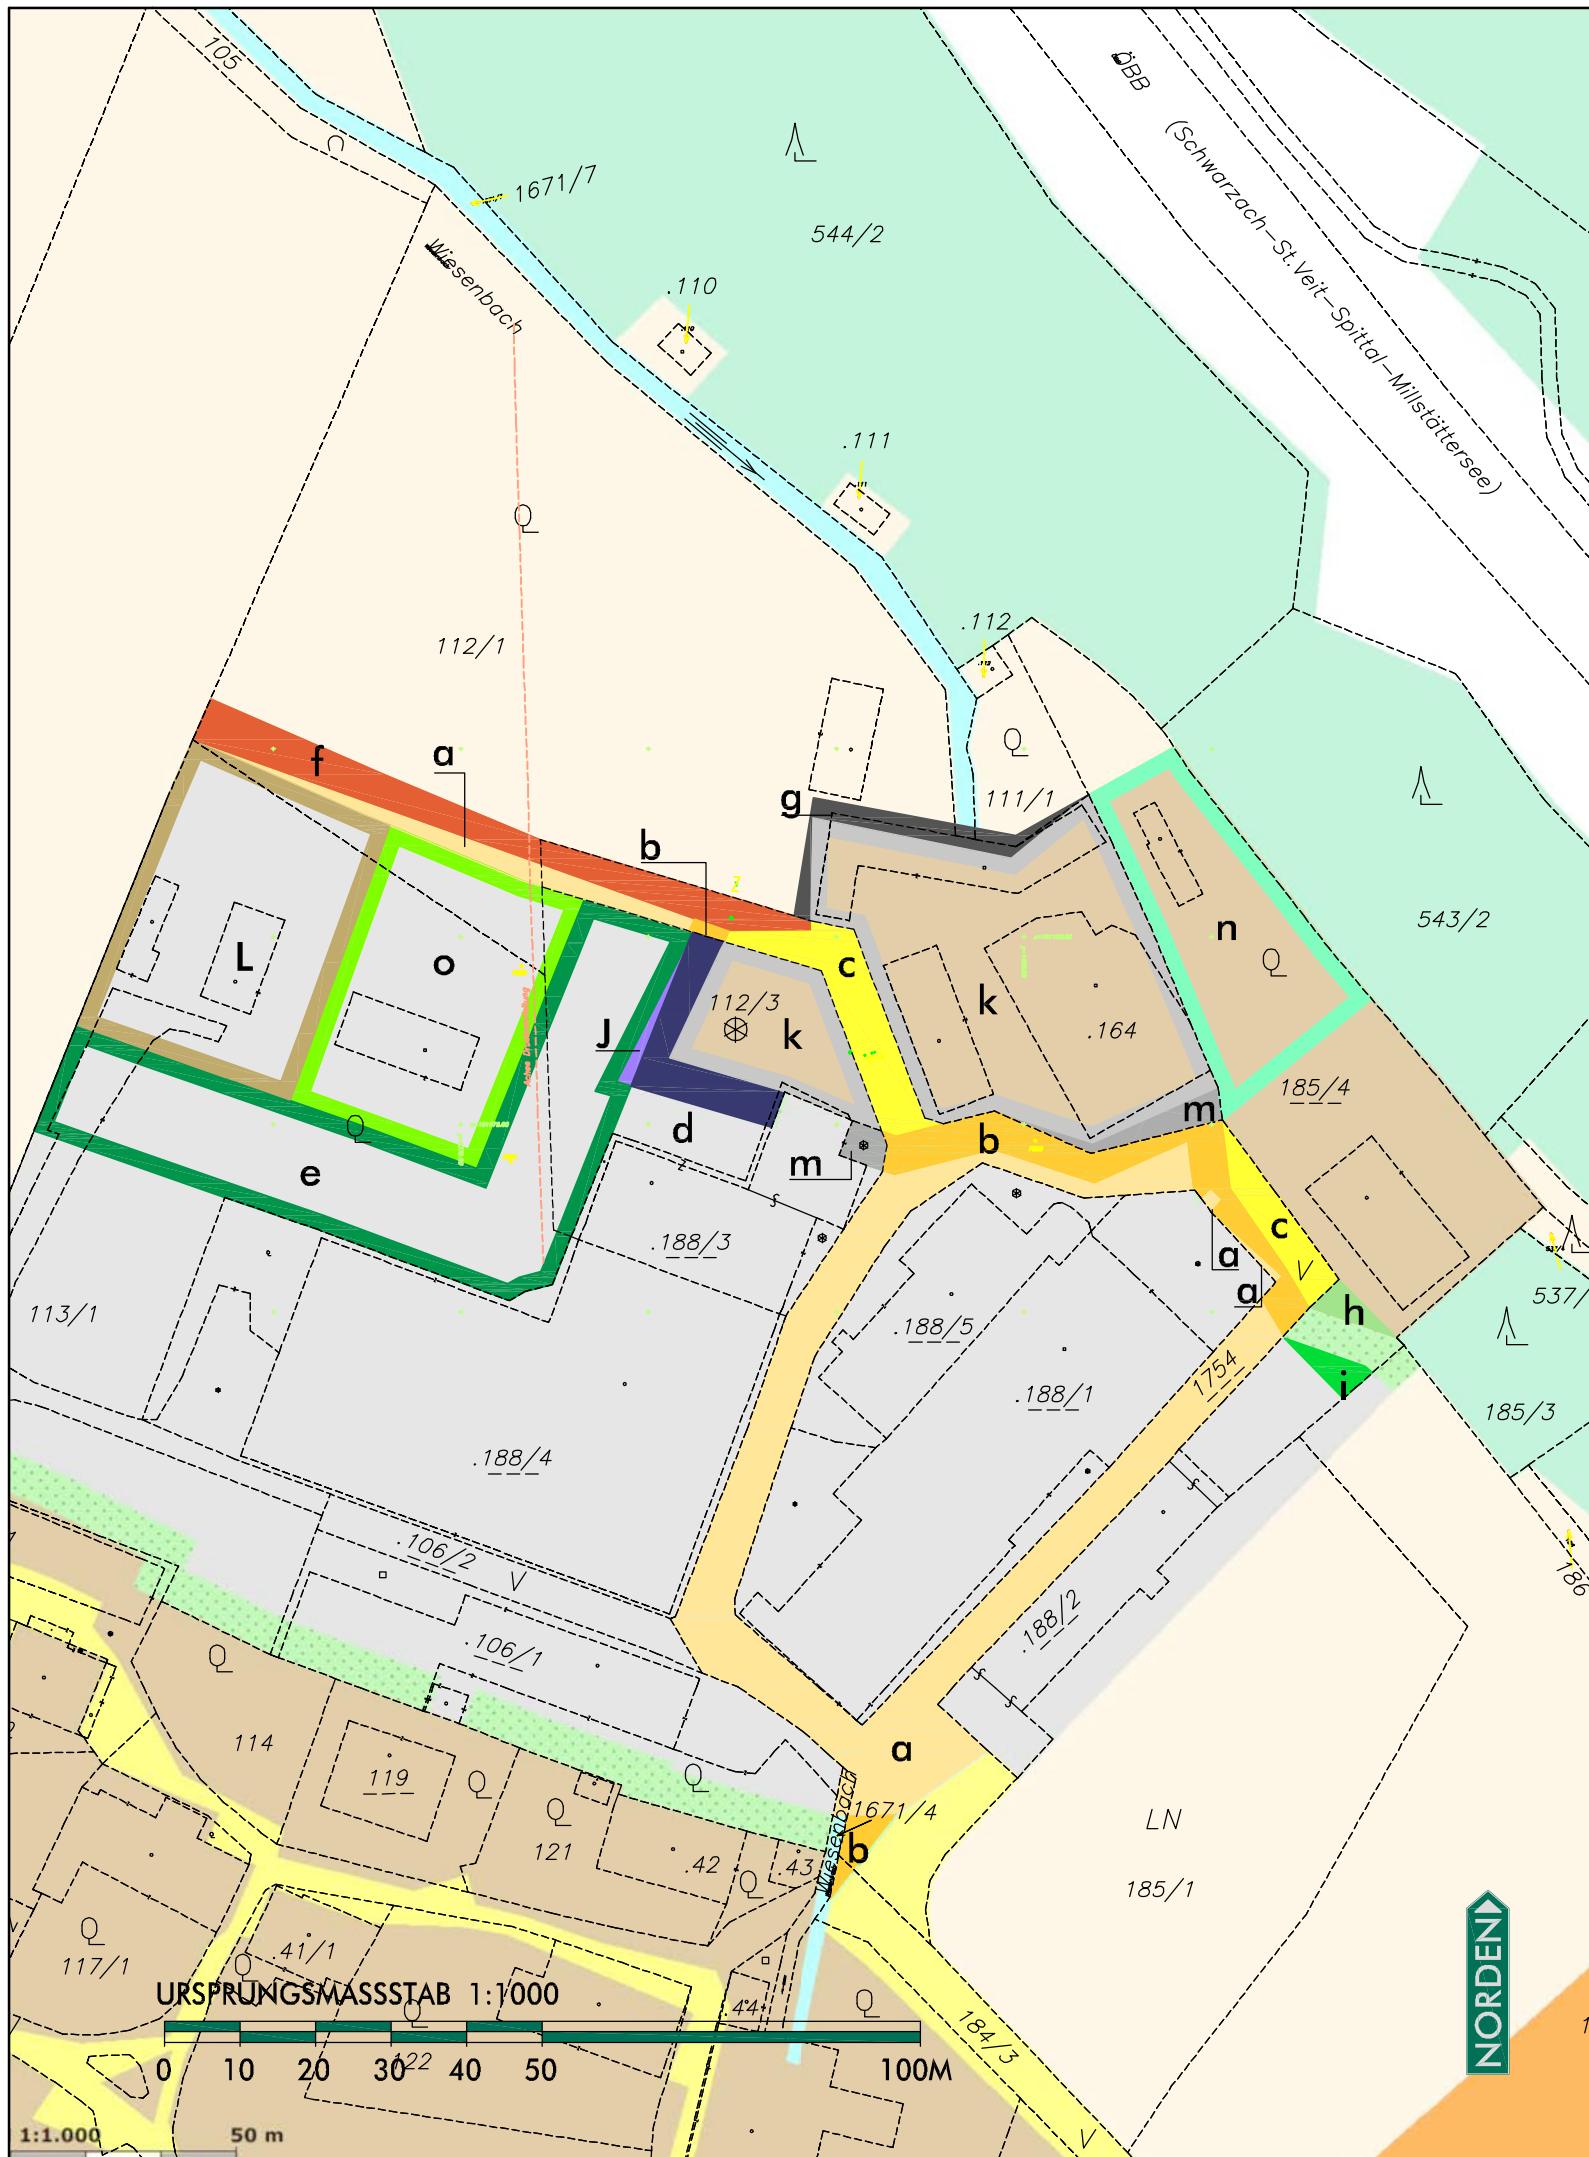 105
1671/7
Wiesenbach
544/2
ÖBB
(Schwarzach-St.Veit-Spittal-Millstättersee)
.110
.111
.112
112/1
f
a
g
111/1
b
543/2
n
L
o
c
112/3
k
k
.164
J
185/4
m
d
b
m
e
.188/3
c
a
a
h
537/
113/1
.188/5
.188/1
1754
i
185/3
.188/4
.106/2
186
.188/2
.106/1
114
a
119
1671/4
Wiesenbach
LN
121
.42
.43
b
185/1
117/1
.41/1
URSPRUNGSMASSSTAB 1:1000
.44
184/3
NORDEN
0 10 20 30 40 50 100M
122
1:1.000 50 m